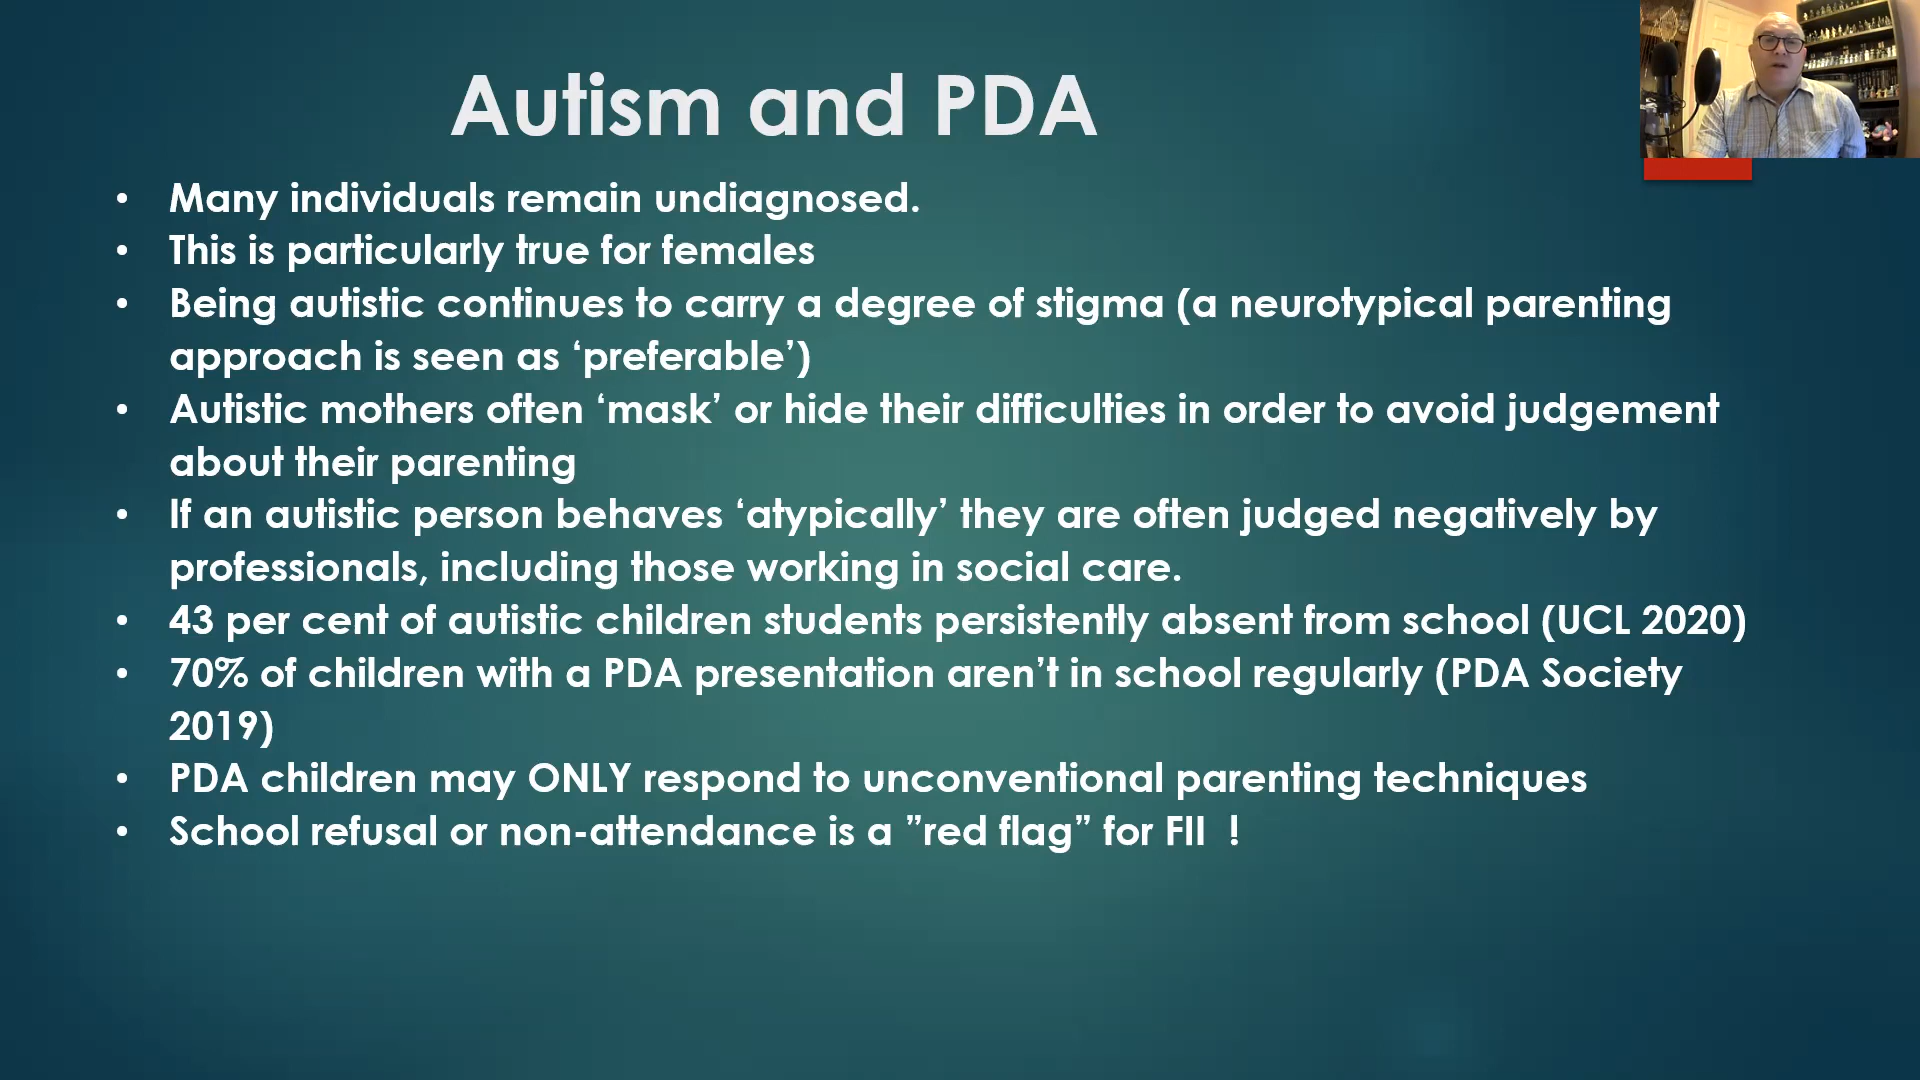 Autism and PDA
• Many individuals remain undiagnosed.
• This is particularly true for females
• Being autistic continues to carry a degree of stigma (a neurotypical parenting
approach is seen as ‘preferable’)
• Autistic mothers often ‘mask’ or hide their difficulties in order to avoid judgement
about their parenting
• If an autistic person behaves ‘atypically’ they are often judged negatively by
professionals, including those working in social care.
• 43 per cent of autistic children students persistently absent from school (UCL 2020)
• 70% of children with a PDA presentation aren’t in school regularly (PDA Society
2019)
• PDA children may ONLY respond to unconventional parenting techniques
• School refusal or non-attendance is a ”red flag” for FII !